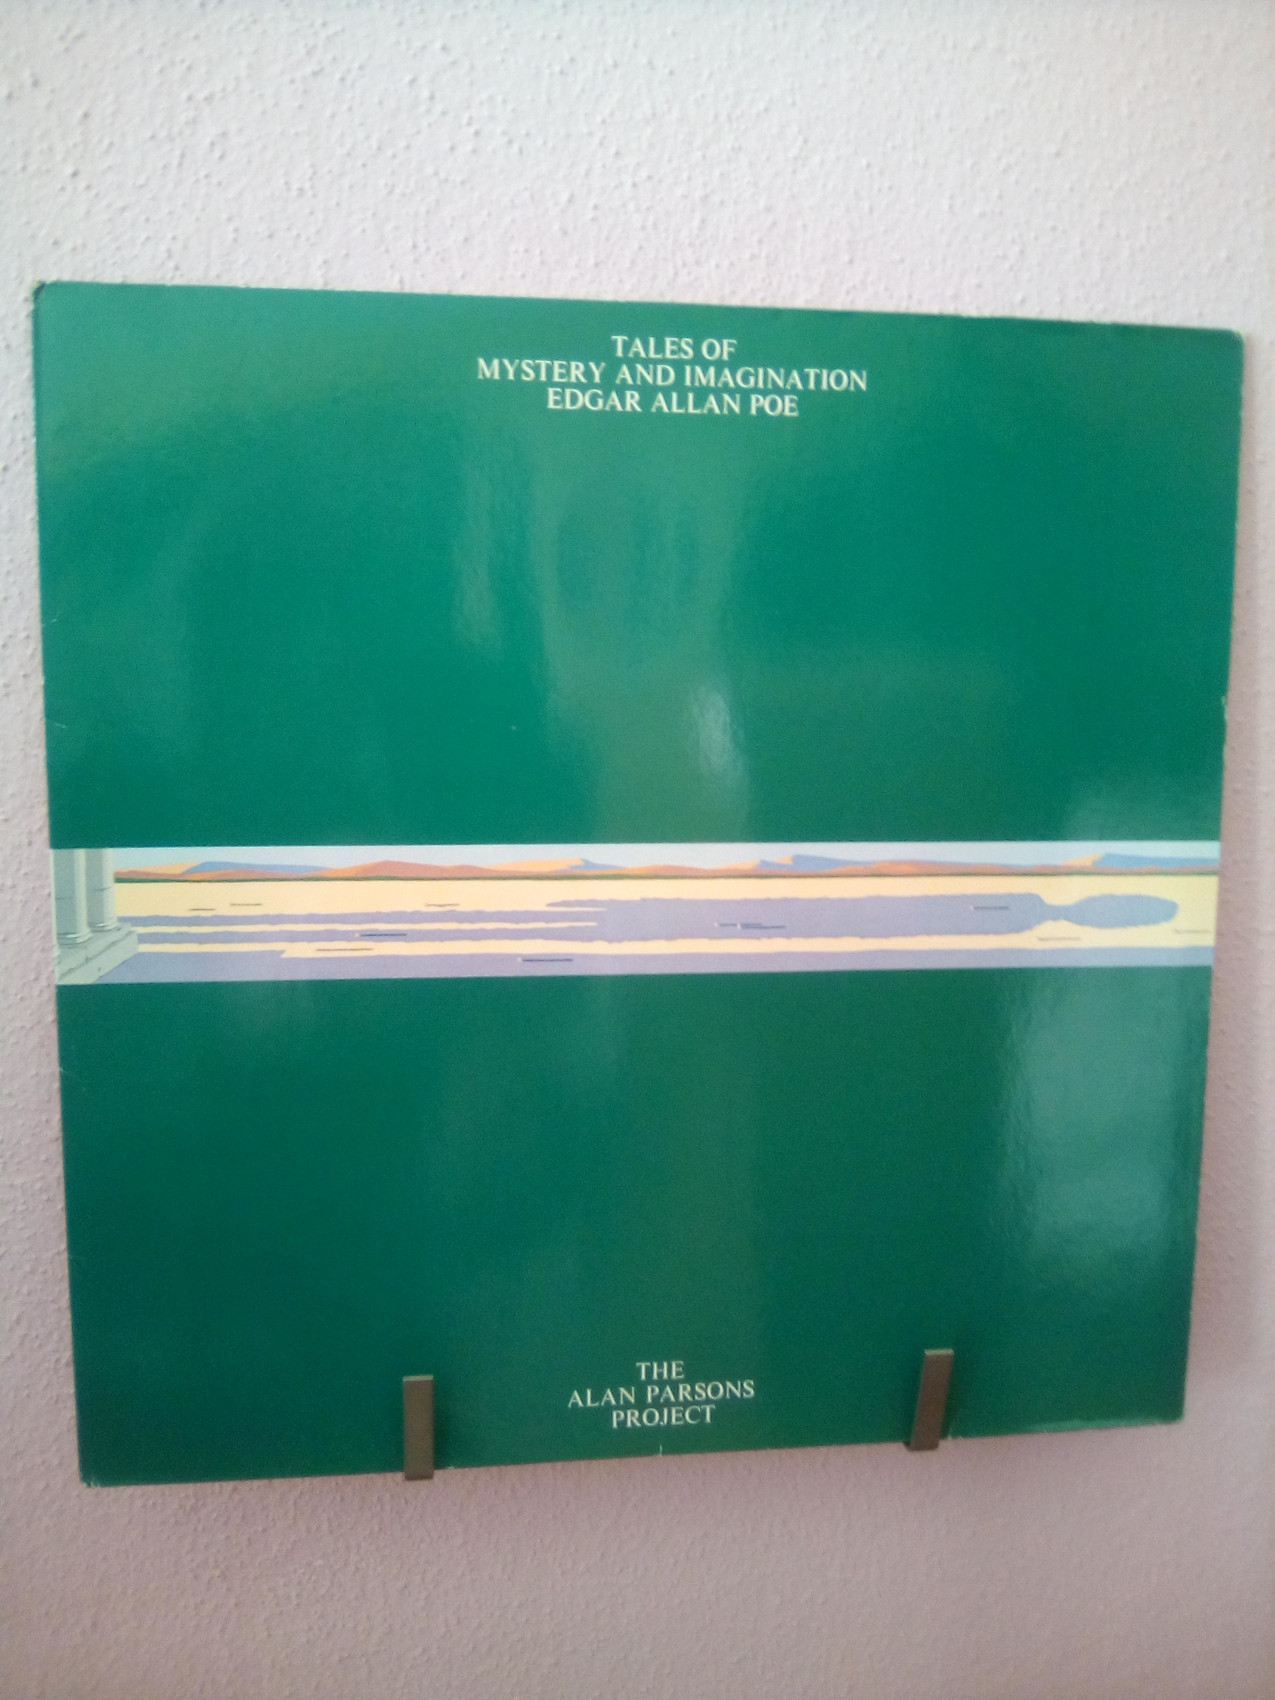 TALES OF
MYSTERY AND IMAGINATION
EDGAR ALLAN POE
THE
ALAN PARSONS
PROJECT